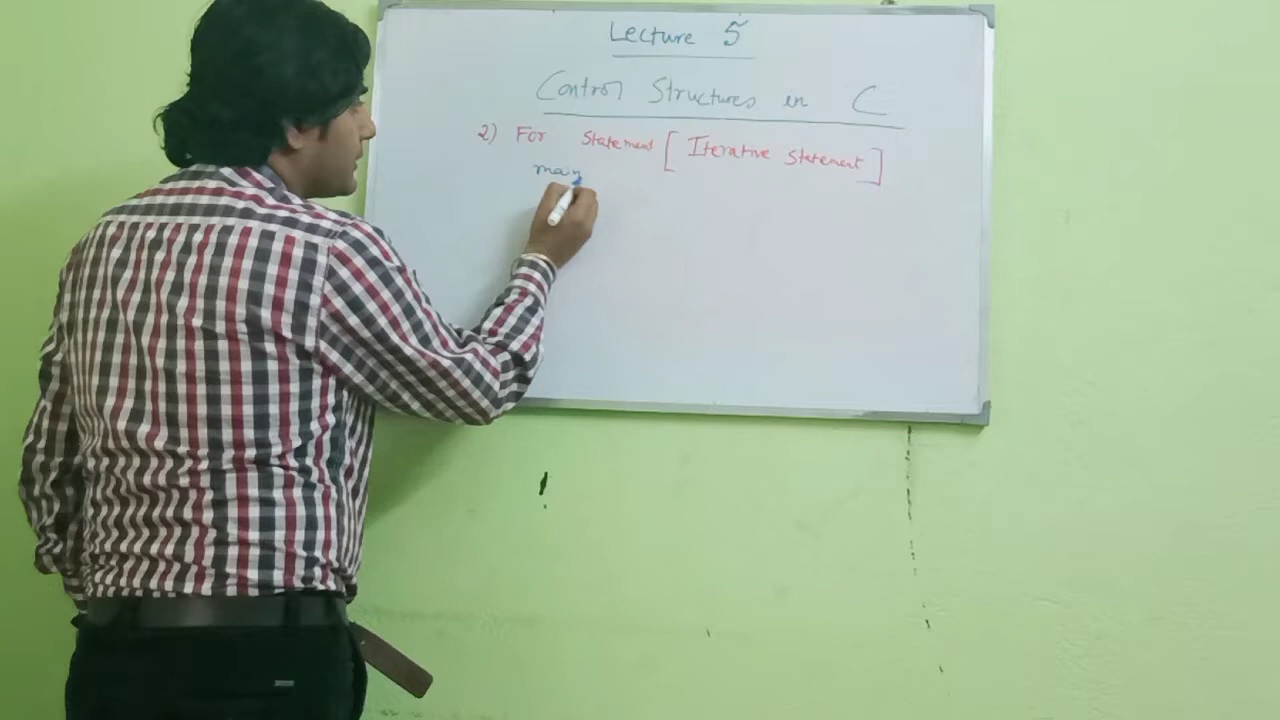 Lecture 5
Control Structures in C
2) For Statement [ Iterative Statement ]
main